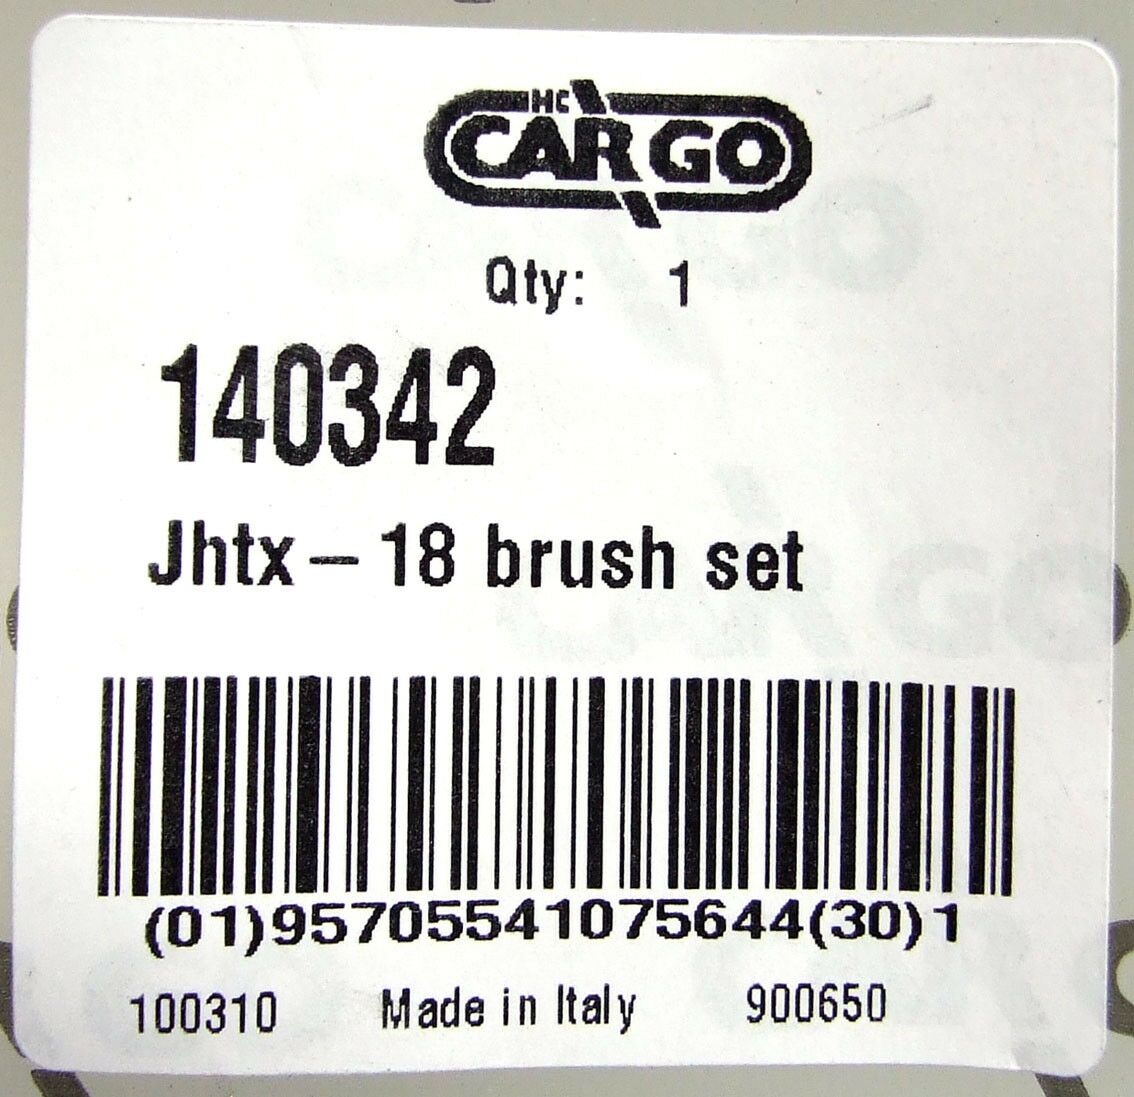 HC
CARGO
Qty: 1
140342
Jhtx – 18 brush set
(01)95705541075644(30)1
100310 Made in Italy 900650